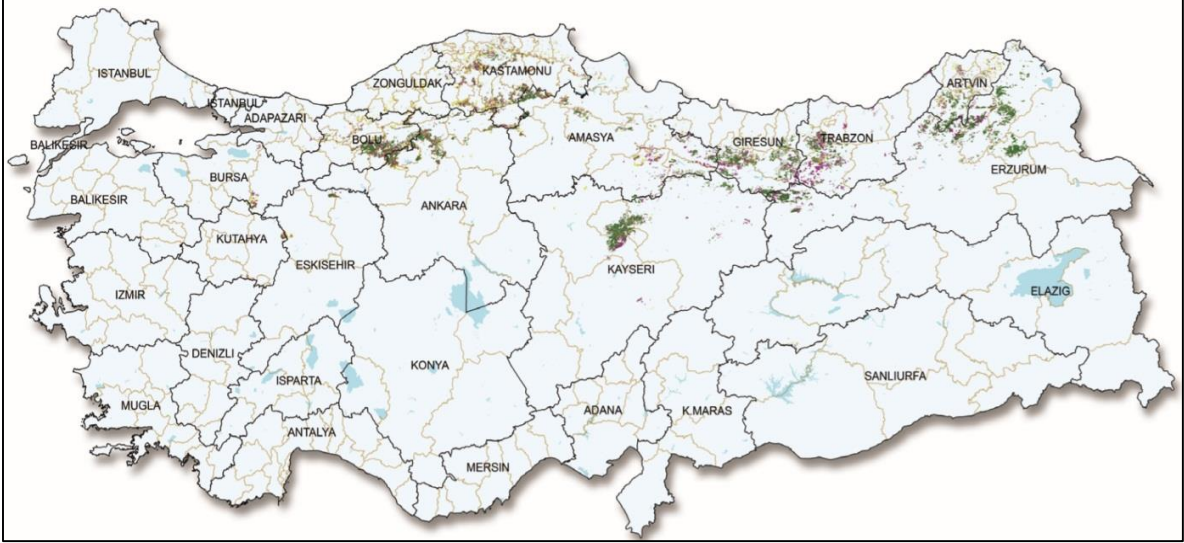 ISTANBUL
ZONGULDAK
KASTAMONU
ARTVİN
ISTANBUL
ADAPAZARI
BALIKESIR
BOLU
AMASYA
GIRESUN
TRABZON
ERZURUM
BURSA
BALIKESIR
ANKARA
KUTAHYA
ESKISEHIR
KAYSERI
IZMIR
ELAZIG
DENIZLI
ISPARTA
KONYA
SANLIURFA
MUGLA
ANTALYA
ADANA
K.MARAS
MERSIN